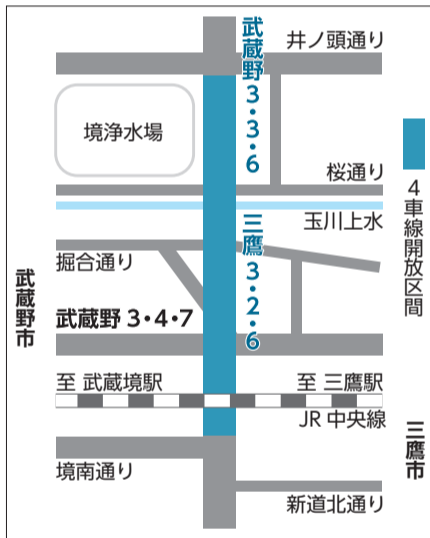 井ノ頭通り
武蔵野3・3・6
境浄水場
桜通り
4車線開放区間
玉川上水
三鷹3・2・6
掘合通り
武蔵野市
武蔵野 3・4・7
至 武蔵境駅
至 三鷹駅
JR 中央線
三鷹市
境南通り
新道北通り